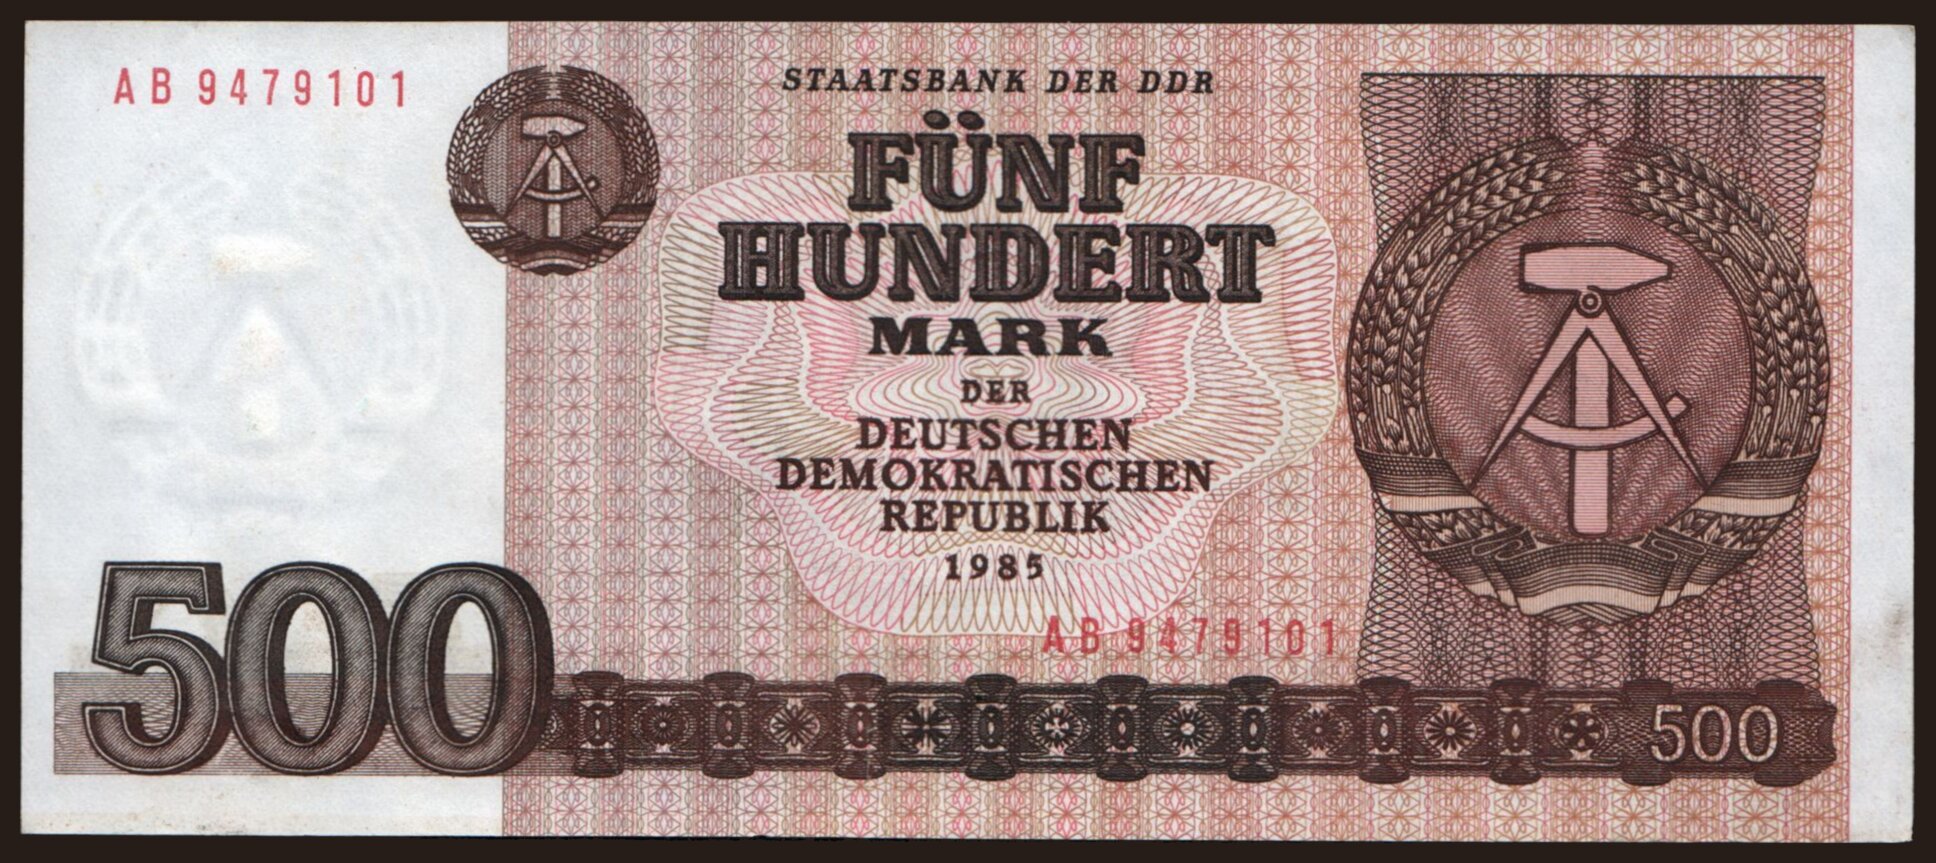 AB 9479101
STAATSBANK DER DDR
FÜNF
HUNDERT
MARK
DER
DEUTSCHEN
DEMOKRATISCHEN
REPUBLIK
1985
AB 9479101
500
500